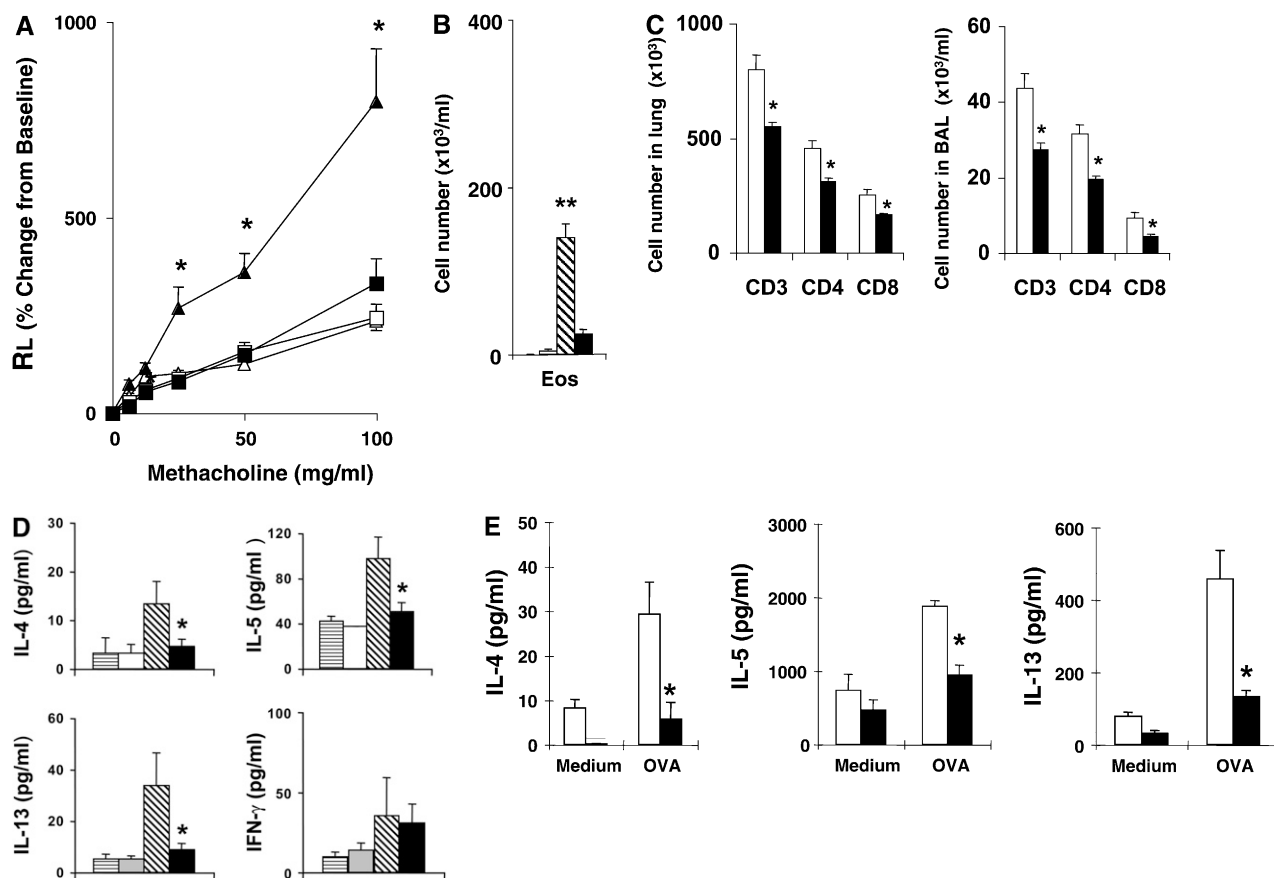 A
1000
500
0
RL (% Change from Baseline)
*
*
*
0
50
100
Methacholine (mg/ml)
B
400
200
0
Cell number (x10³/ml)
**
Eos
C
1000
500
0
Cell number in lung (x10³)
*
*
*
CD3
CD4
CD8
60
40
20
0
Cell number in BAL (x10³/ml)
*
*
*
CD3
CD4
CD8
D
30
20
10
0
IL-4 (pg/ml)
*
120
80
40
0
IL-5 (pg/ml )
*
60
40
20
0
IL-13 (pg/ml)
*
100
50
0
IFN-γ (pg/ml)
E
50
40
30
20
10
0
IL-4 (pg/ml)
*
Medium
OVA
3000
2000
1000
0
IL-5 (pg/ml)
*
Medium
OVA
600
400
200
0
IL-13 (pg/ml)
*
Medium
OVA